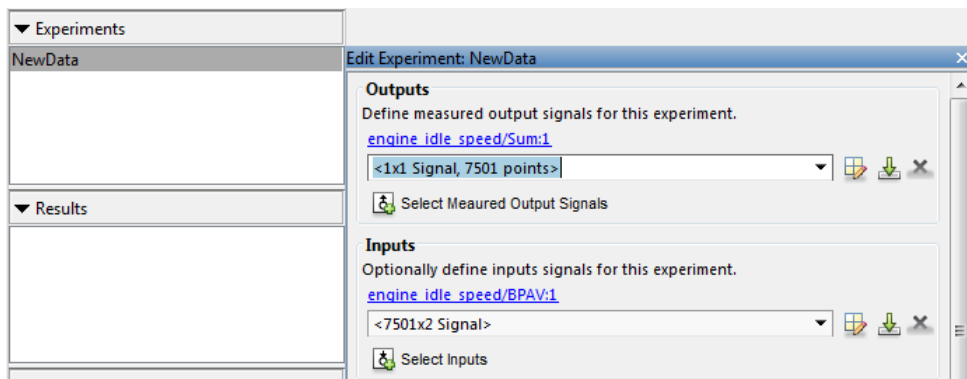 Experiments
NewData
Results
Edit Experiment: NewData
Outputs
Define measured output signals for this experiment.
engine_idle_speed/Sum:1
<1x1 Signal, 7501 points>
Select Meaured Output Signals
Inputs
Optionally define inputs signals for this experiment.
engine_idle_speed/BPAV:1
<7501x2 Signal>
Select Inputs